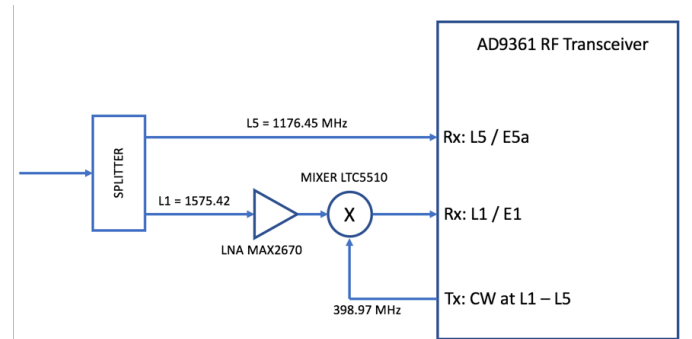 AD9361 RF Transceiver
L5 = 1176.45 MHz
Rx: L5 / E5a
SPLITTER
MIXER LTC5510
L1 = 1575.42
X
Rx: L1 / E1
LNA MAX2670
Tx: CW at L1 – L5
398.97 MHz